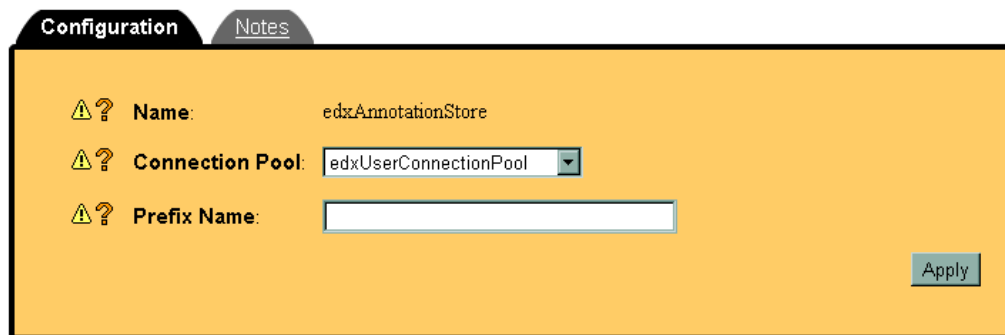 Configuration Notes
Name: edxAnnotationStore
Connection Pool: edxUserConnectionPool
Prefix Name:
Apply